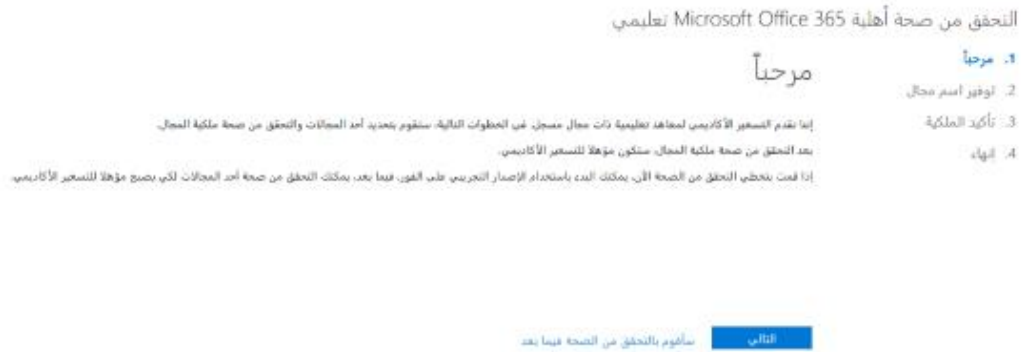 التحقق من صحة أهلية Microsoft Office 365 تعليمي
1. مرحباً
2. توفير اسم مجال
3. تأكيد الملكية
4. انهاء
مرحباً
إننا نقدم التسعير الأكاديمي لمعاهد تعليمية ذات مجال مسجل. في الخطوات التالية، ستقوم بتحديد أحد المجالات والتحقق من صحة ملكية المجال.
بعد التحقق من صحة ملكية المجال، ستكون مؤهلا للتسعير الأكاديمي.
إذا قمت بتخطي التحقق من الصحة الآن، يمكنك البدء باستخدام الإصدار التجريبي على الفور. فيما بعد، يمكنك التحقق من صحة أحد المجالات لكي يصبح مؤهلا للتسعير الأكاديمي.
التالي
سأقوم بالتحقق من الصحة فيما بعد